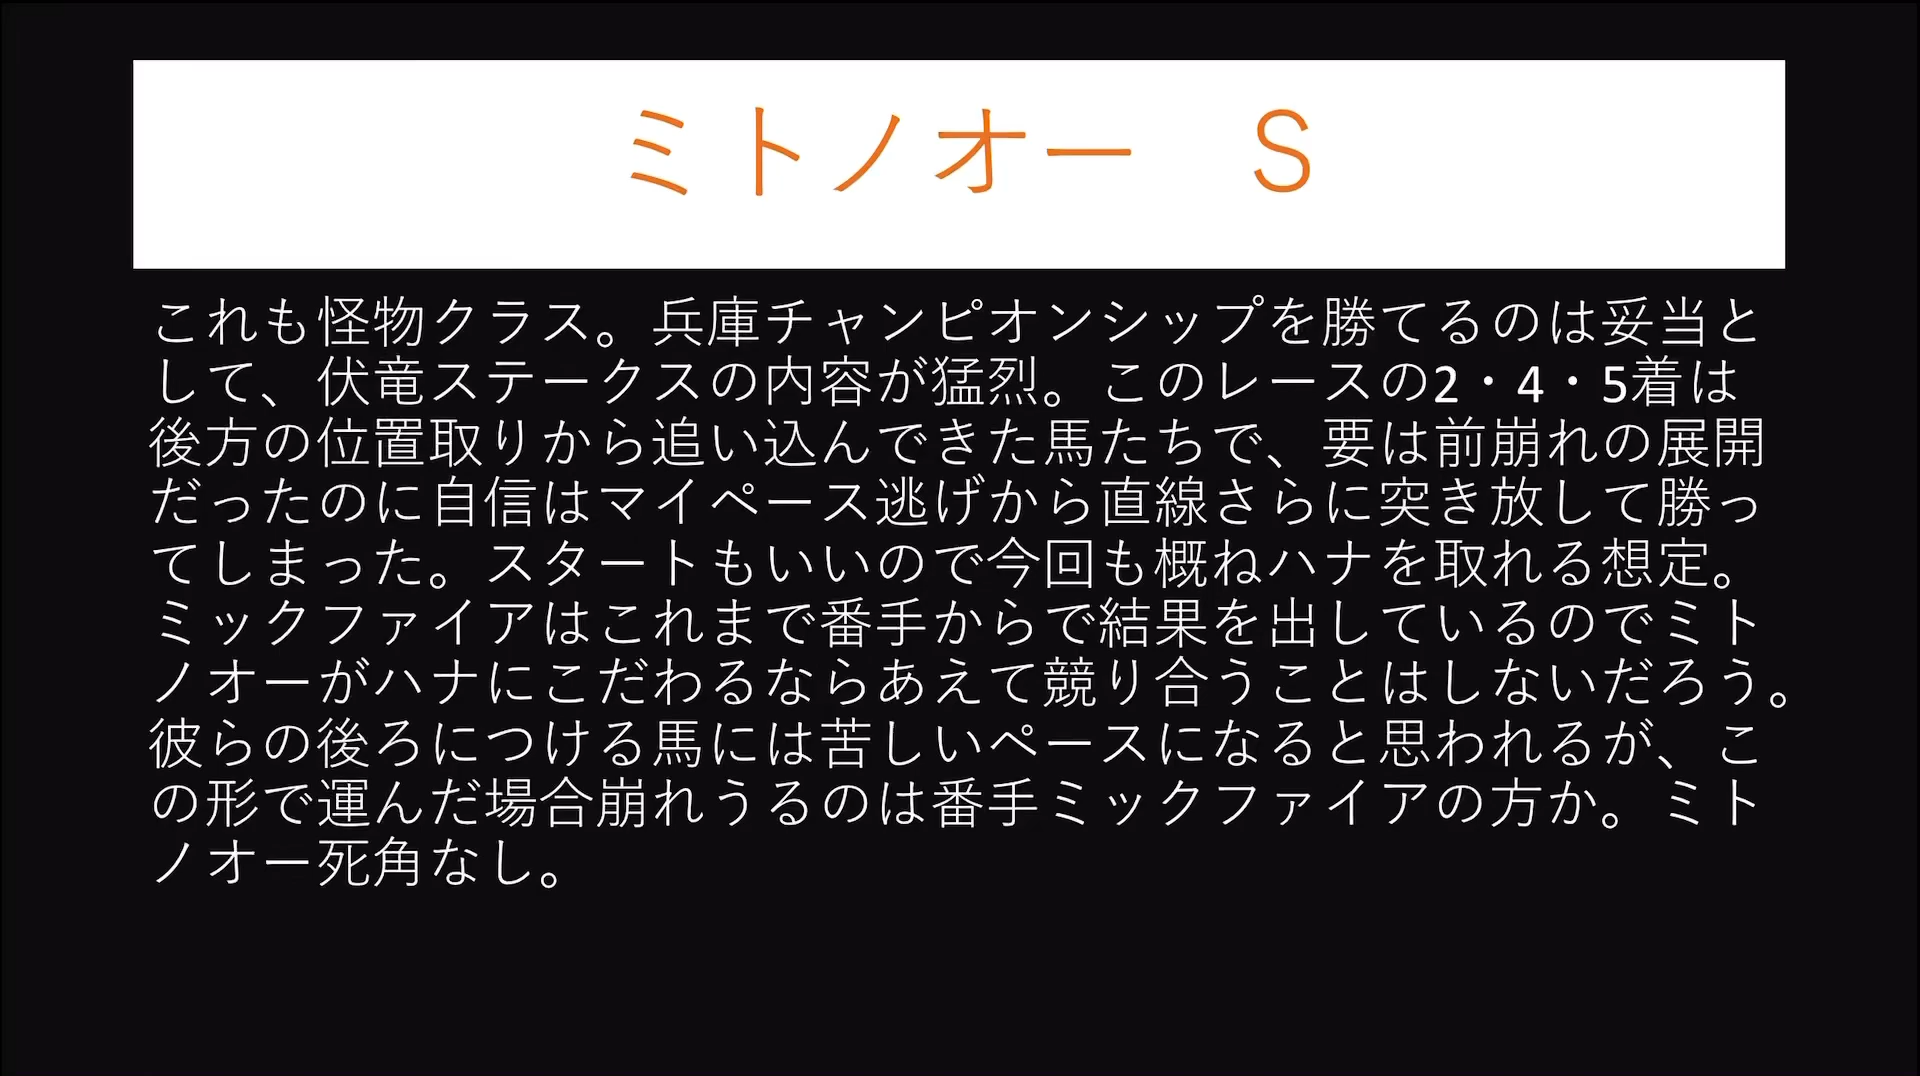 ミトノオー　S
これも怪物クラス。兵庫チャンピオンシップを勝てるのは妥当と
して、伏竜ステークスの内容が猛烈。このレースの2・4・5着は
後方の位置取りから追い込んできた馬たちで、要は前崩れの展開
だったのに自信はマイペース逃げから直線さらに突き放して勝っ
てしまった。スタートもいいので今回も概ねハナを取れる想定。
ミックファイアはこれまで番手からで結果を出しているのでミト
ノオーがハナにこだわるならあえて競り合うことはしないだろう。
彼らの後ろにつける馬には苦しいペースになると思われるが、こ
の形で運んだ場合崩れうるのは番手ミックファイアの方か。ミト
ノオー死角なし。